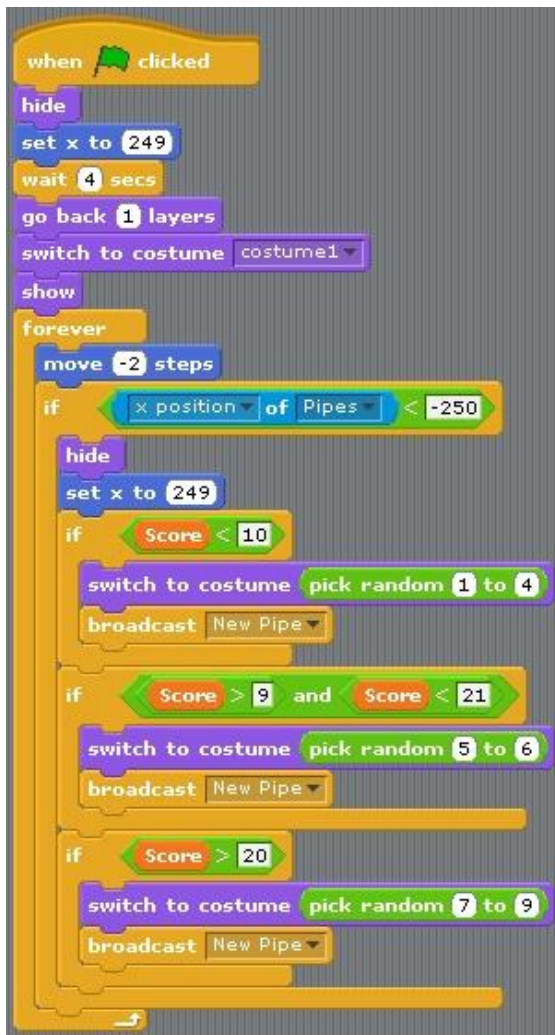 when clicked
hide
set x to 249
wait 4 secs
go back 1 layers
switch to costume costume1
show
forever
move -2 steps
if x position of Pipes < -250
hide
set x to 249
if Score < 10
switch to costume pick random 1 to 4
broadcast New Pipe
if Score > 9 and Score < 21
switch to costume pick random 5 to 6
broadcast New Pipe
if Score > 20
switch to costume pick random 7 to 9
broadcast New Pipe